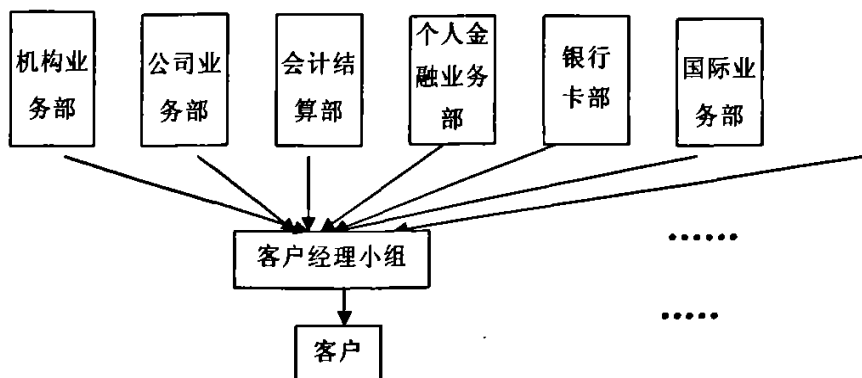 机构业
务部
公司业
务部
会计结
算部
个人金
融业务
部
银行
卡部
国际业
务部
客户经理小组
······
客户
·····